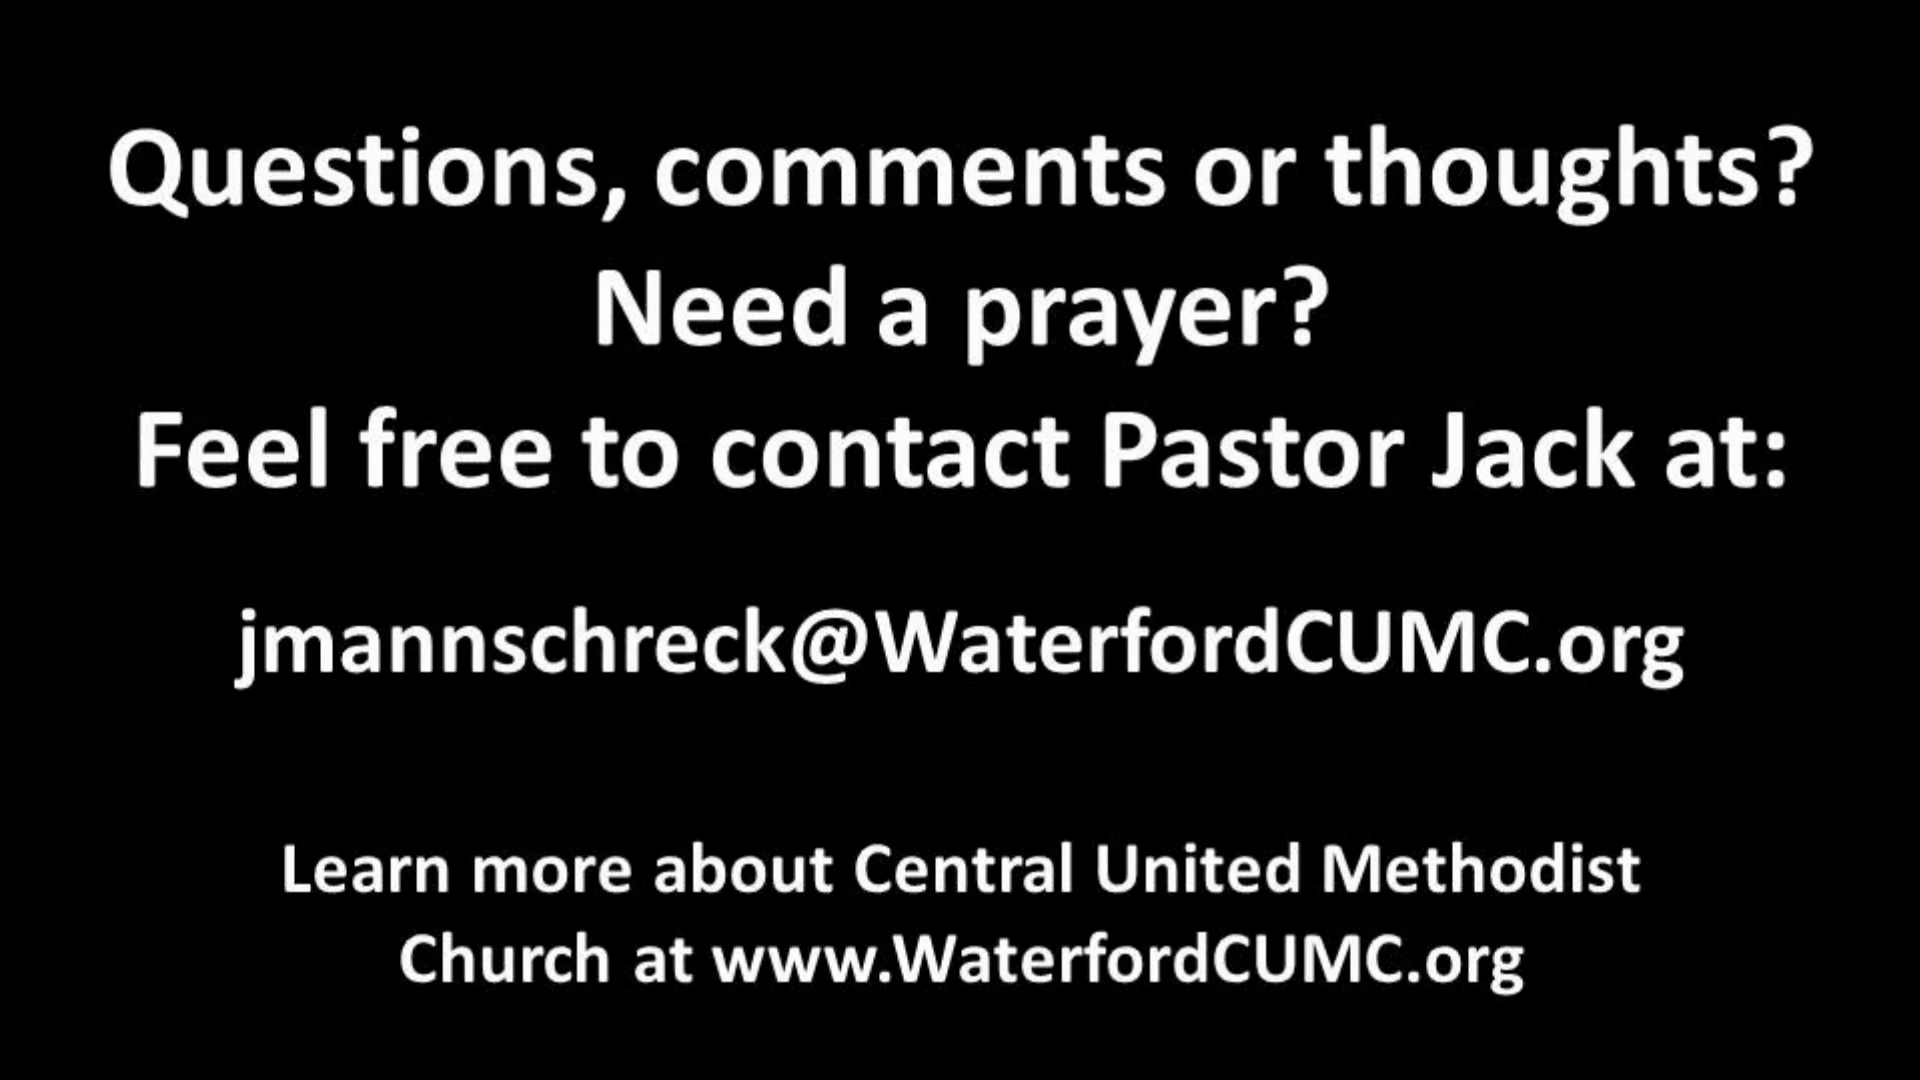 Questions, comments or thoughts?
Need a prayer?
Feel free to contact Pastor Jack at:
jmannschreck@WaterfordCUMC.org
Learn more about Central United Methodist
Church at www.WaterfordCUMC.org